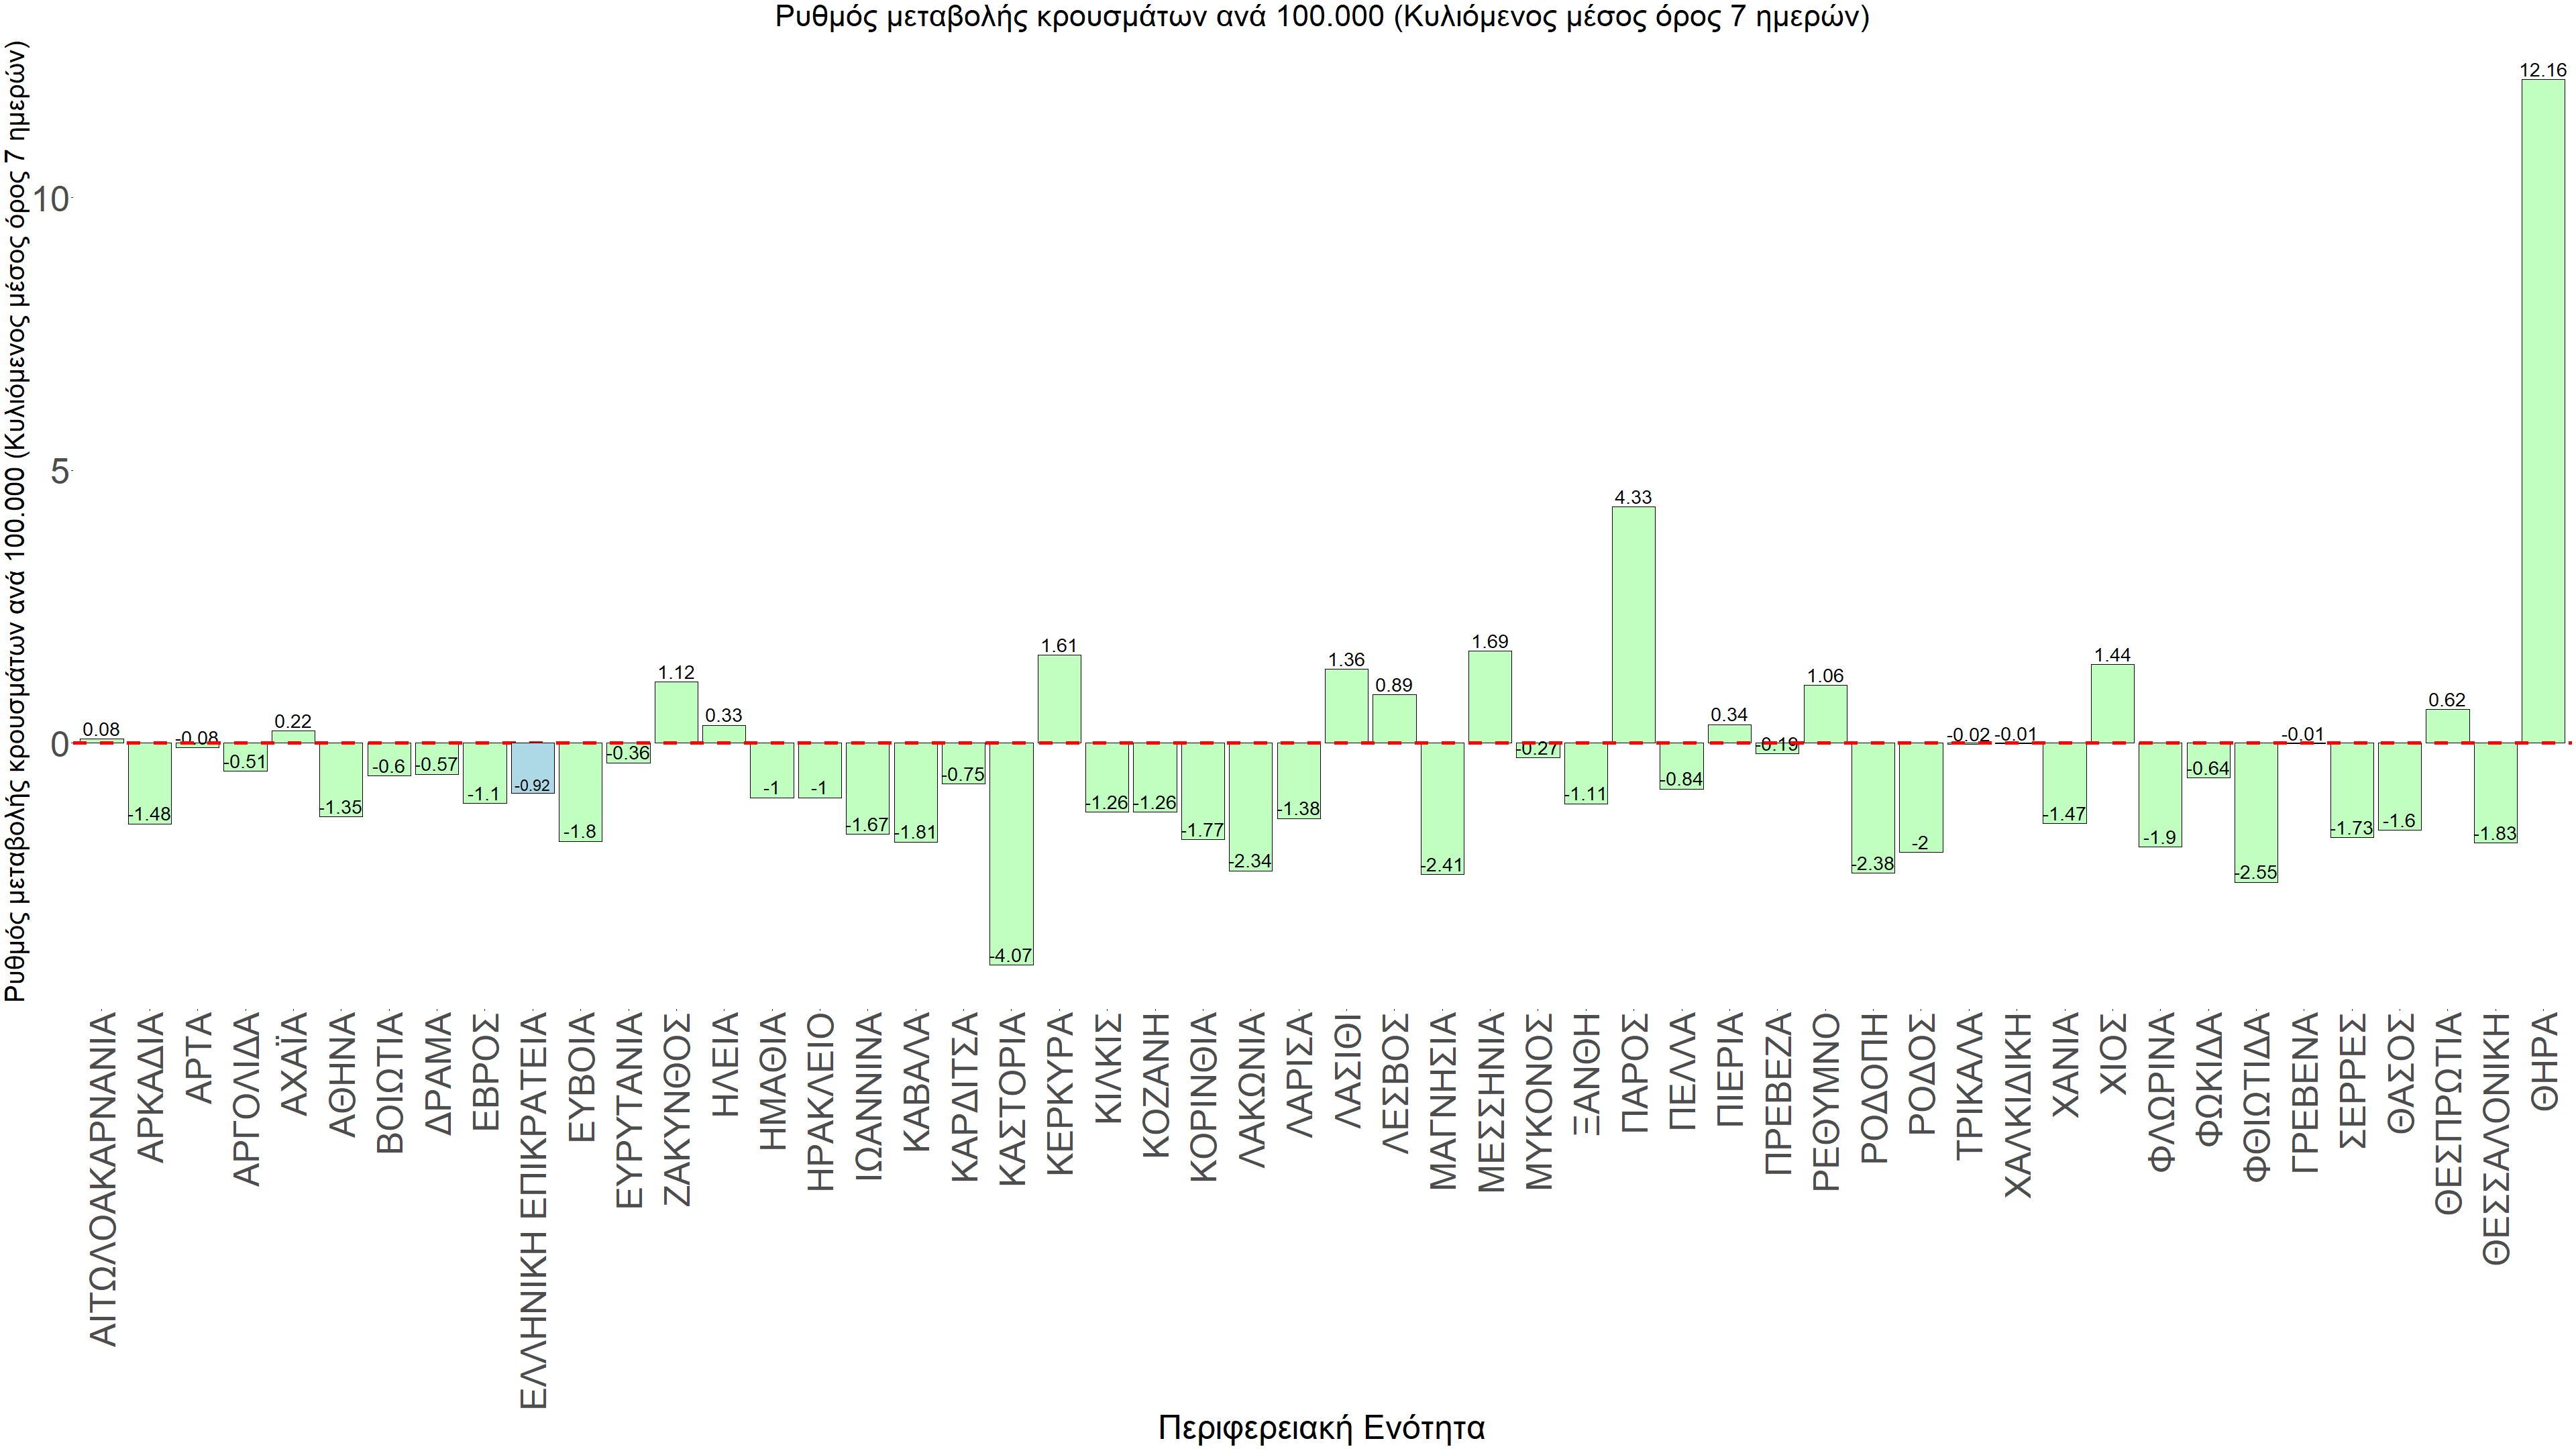 Ρυθμός μεταβολής κρουσμάτων ανά 100.000 (Κυλιόμενος μέσος όρος 7 ημερών)
Ρυθμός μεταβολής κρουσμάτων ανά 100.000 (Κυλιόμενος μέσος όρος 7 ημερών)
10
5
0
0.08
-1.48
-0.08
-0.51
0.22
-1.35
-0.6
-0.57
-1.1
-0.92
-1.8
-0.36
1.12
0.33
-1
-1
-1.67
-1.81
-0.75
-4.07
1.61
-1.26
-1.26
-1.77
-2.34
-1.38
1.36
0.89
-2.41
1.69
-0.27
-1.11
4.33
-0.84
0.34
-0.19
1.06
-2.38
-2
-0.02
-0.01
-1.47
1.44
-1.9
-0.64
-2.55
-0.01
-1.73
-1.6
0.62
-1.83
12.16
ΑΙΤΩΛΟΑΚΑΡΝΑΝΙΑ
ΑΡΚΑΔΙΑ
ΑΡΤΑ
ΑΡΓΟΛΙΔΑ
ΑΧΑΪΑ
ΑΘΗΝΑ
ΒΟΙΩΤΙΑ
ΔΡΑΜΑ
ΕΒΡΟΣ
ΕΛΛΗΝΙΚΗ ΕΠΙΚΡΑΤΕΙΑ
ΕΥΒΟΙΑ
ΕΥΡΥΤΑΝΙΑ
ΖΑΚΥΝΘΟΣ
ΗΛΕΙΑ
ΗΜΑΘΙΑ
ΗΡΑΚΛΕΙΟ
ΙΩΑΝΝΙΝΑ
ΚΑΒΑΛΑ
ΚΑΡΔΙΤΣΑ
ΚΑΣΤΟΡΙΑ
ΚΕΡΚΥΡΑ
ΚΙΛΚΙΣ
ΚΟΖΑΝΗ
ΚΟΡΙΝΘΙΑ
ΛΑΚΩΝΙΑ
ΛΑΡΙΣΑ
ΛΑΣΙΘΙ
ΛΕΣΒΟΣ
ΜΑΓΝΗΣΙΑ
ΜΕΣΣΗΝΙΑ
ΜΥΚΟΝΟΣ
ΞΑΝΘΗ
ΠΑΡΟΣ
ΠΕΛΛΑ
ΠΙΕΡΙΑ
ΠΡΕΒΕΖΑ
ΡΕΘΥΜΝΟ
ΡΟΔΟΠΗ
ΡΟΔΟΣ
ΤΡΙΚΑΛΑ
ΧΑΛΚΙΔΙΚΗ
ΧΑΝΙΑ
ΧΙΟΣ
ΦΛΩΡΙΝΑ
ΦΩΚΙΔΑ
ΦΘΙΩΤΙΔΑ
ΓΡΕΒΕΝΑ
ΣΕΡΡΕΣ
ΘΑΣΟΣ
ΘΕΣΠΡΩΤΙΑ
ΘΕΣΣΑΛΟΝΙΚΗ
ΘΗΡΑ
Περιφερειακή Ενότητα